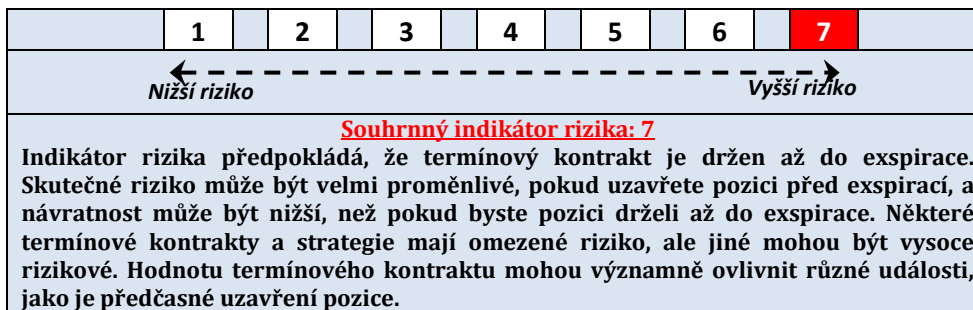 1 2 3 4 5 6 7
Nižší riziko Vyšší riziko
Souhrnný indikátor rizika: 7
Indikátor rizika předpokládá, že termínový kontrakt je držen až do exspirace.
Skutečné riziko může být velmi proměnlivé, pokud uzavřete pozici před exspirací, a
návratnost může být nižší, než pokud byste pozici drželi až do exspirace. Některé
termínové kontrakty a strategie mají omezené riziko, ale jiné mohou být vysoce
rizikové. Hodnotu termínového kontraktu mohou významně ovlivnit různé události,
jako je předčasné uzavření pozice.